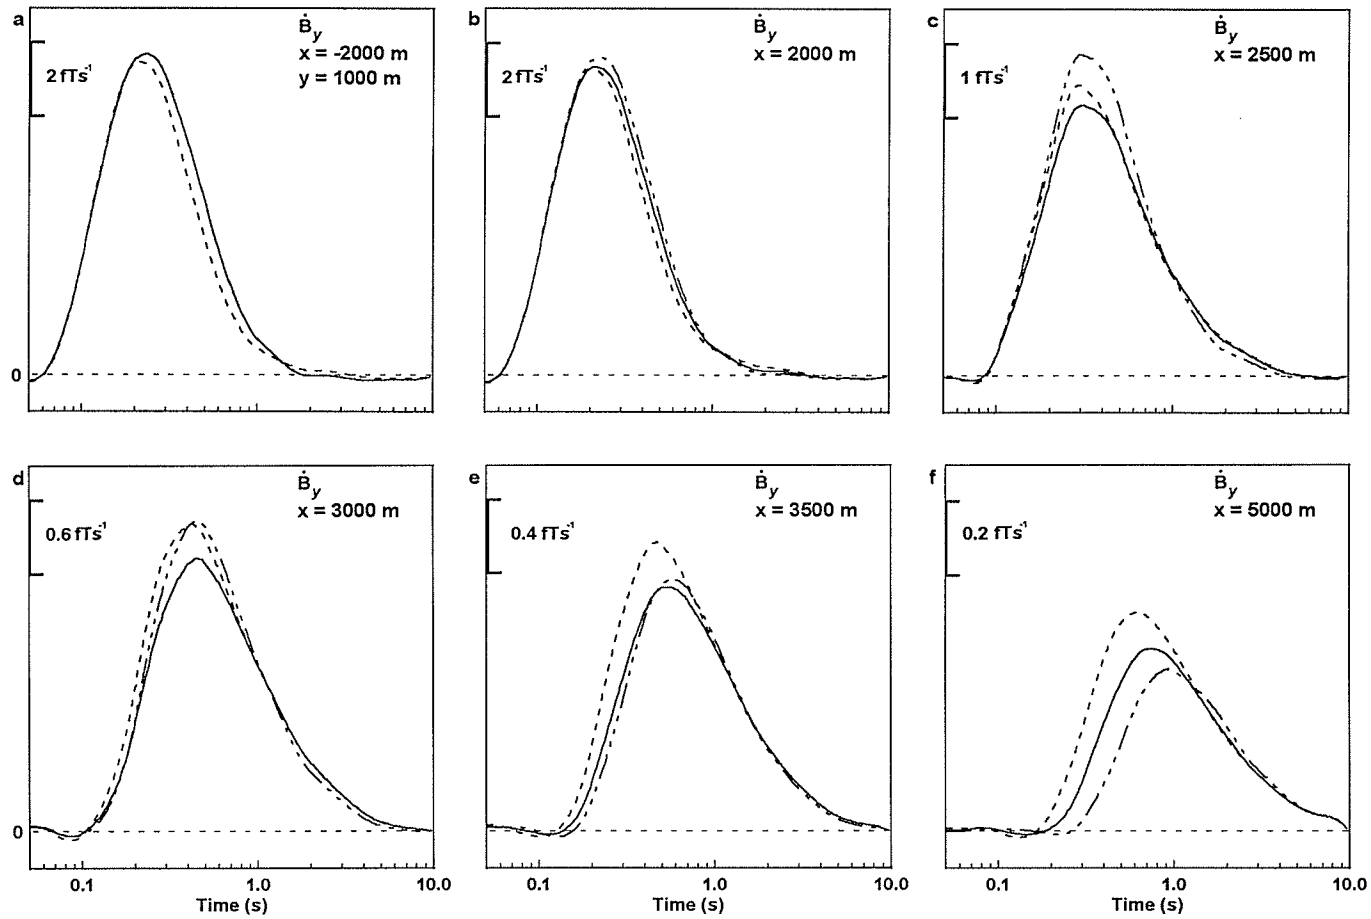 a
Ḃy
x = -2000 m
y = 1000 m
2 fTs-1
0
b
Ḃy
x = 2000 m
2 fTs-1
c
Ḃy
x = 2500 m
1 fTs-1
d
Ḃy
x = 3000 m
0.6 fTs-1
0
0.1 1.0 10.0
Time (s)
e
Ḃy
x = 3500 m
0.4 fTs-1
0.1 1.0 10.0
Time (s)
f
Ḃy
x = 5000 m
0.2 fTs-1
0.1 1.0 10.0
Time (s)